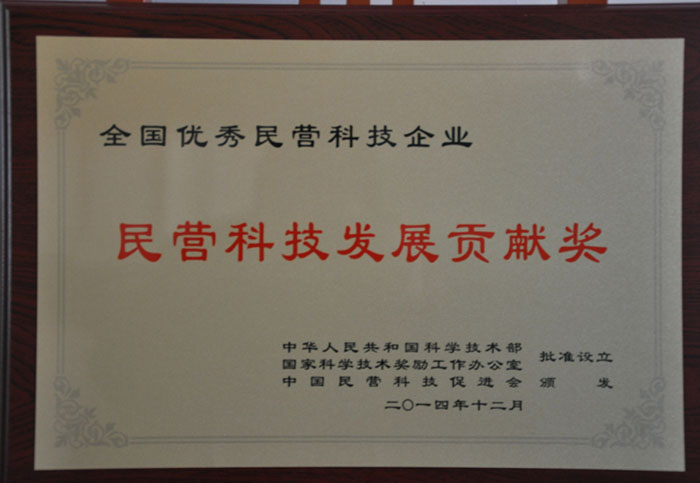 全国优秀民营科技企业
民营科技发展贡献奖
中华人民共和国科学技术部
国家科学技术奖励工作办公室 批准设立
中国民营科技促进会 颁发
二〇一四年十二月